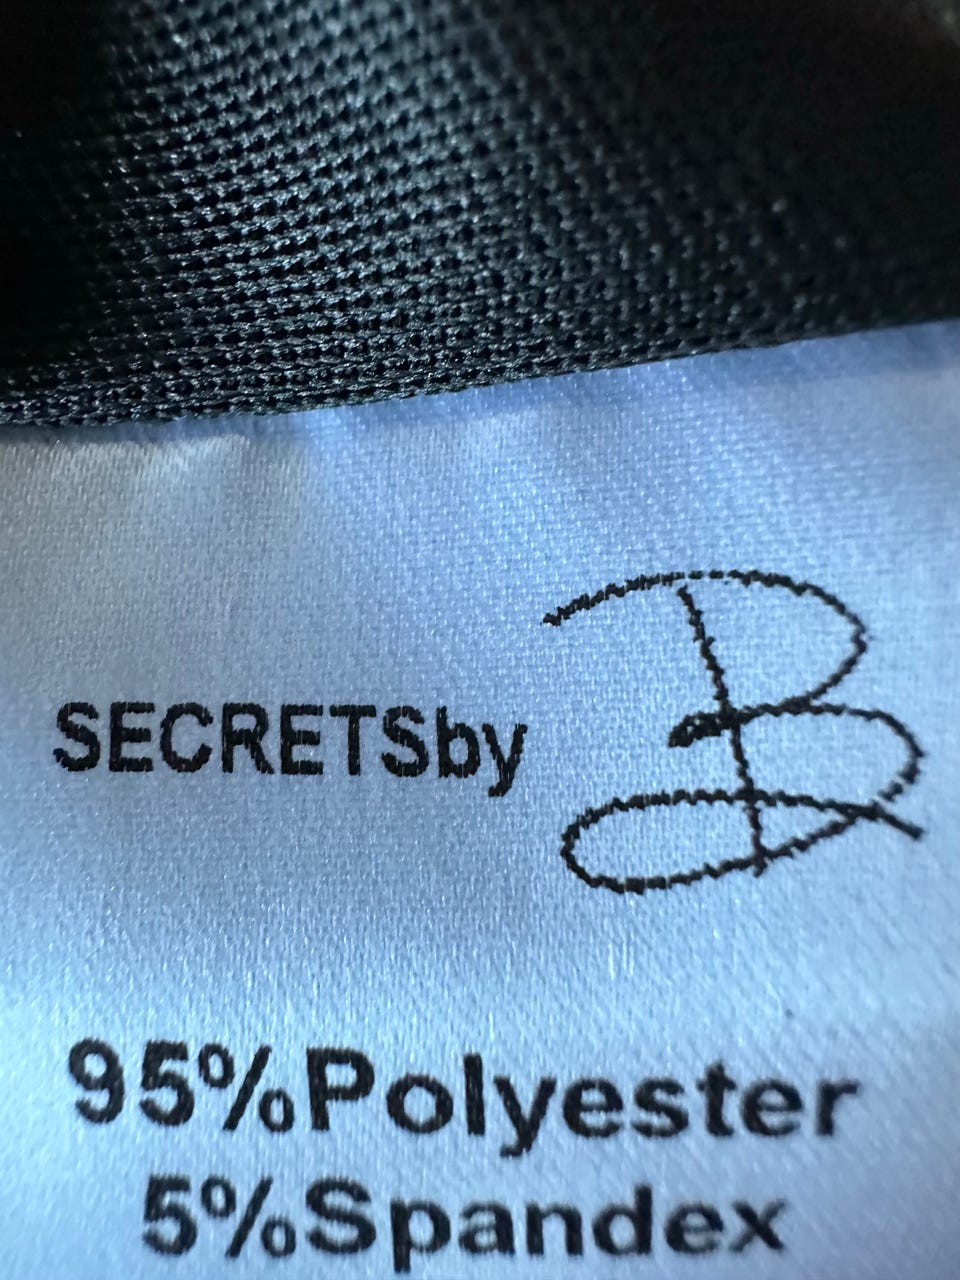 SECRETSby B
95%Polyester
5%Spandex